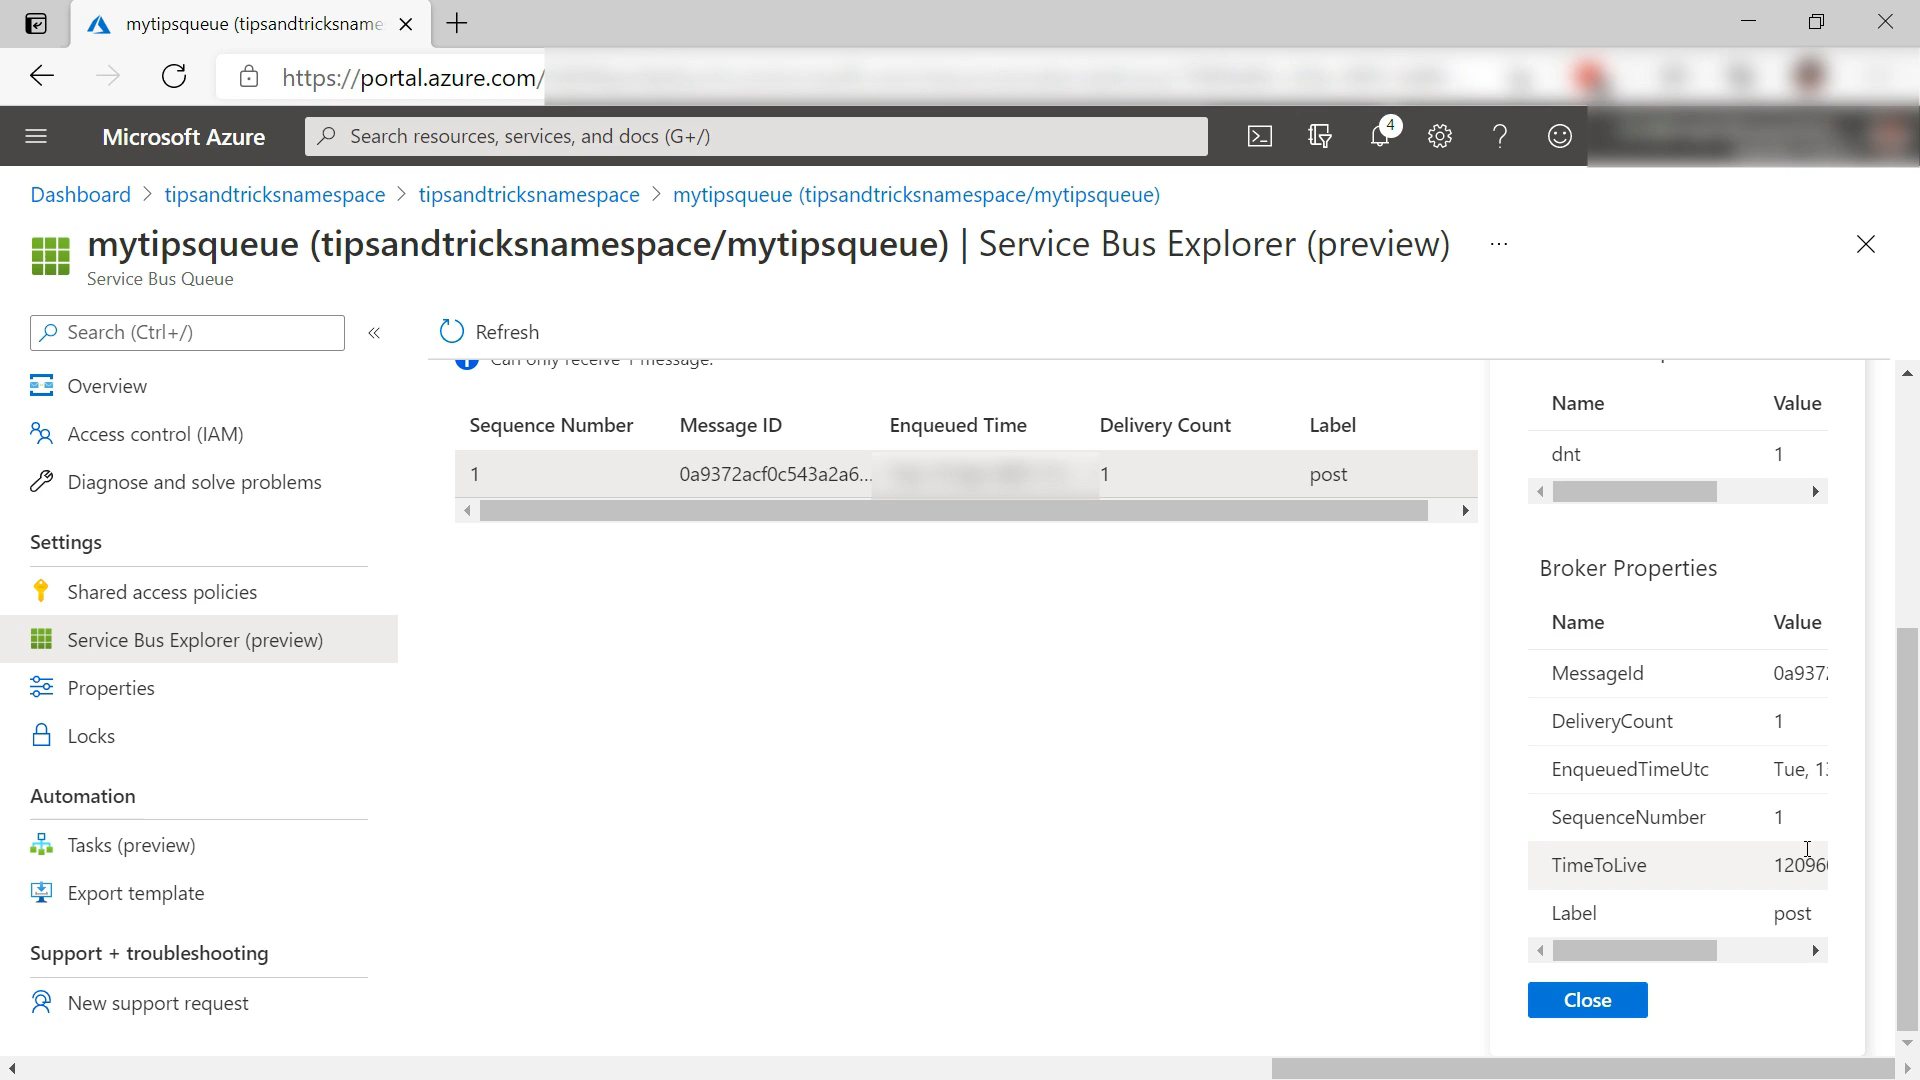 mytipsqueue (tipsandtricksname
https://portal.azure.com/
Microsoft Azure
Search resources, services, and docs (G+/)
4
Dashboard > tipsandtricksnamespace > tipsandtricksnamespace > mytipsqueue (tipsandtricksnamespace/mytipsqueue)
mytipsqueue (tipsandtricksnamespace/mytipsqueue) | Service Bus Explorer (preview) ...
Service Bus Queue
Search (Ctrl+/)
«
Refresh
Overview
Access control (IAM)
Diagnose and solve problems
Settings
Shared access policies
Service Bus Explorer (preview)
Properties
Locks
Automation
Tasks (preview)
Export template
Support + troubleshooting
New support request
Can only receive 1 message.
Sequence Number Message ID Enqueued Time Delivery Count Label
1 0a9372acf0c543a2a6... 1 post
Name Value
dnt 1
Broker Properties
Name Value
MessageId 0a937
DeliveryCount 1
EnqueuedTimeUtc Tue, 1
SequenceNumber 1
TimeToLive 12096
Label post
Close